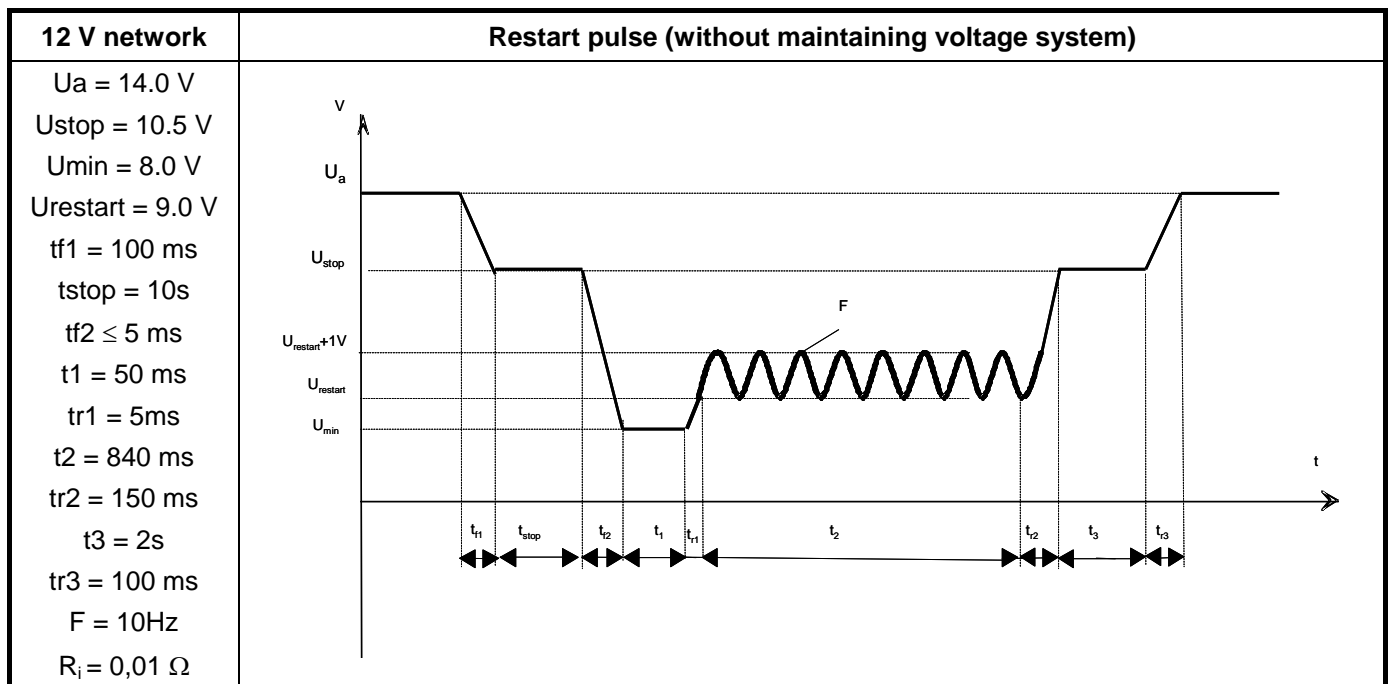 12 V network
Restart pulse (without maintaining voltage system)
Ua = 14.0 V
Ustop = 10.5 V
Umin = 8.0 V
Urestart = 9.0 V
tf1 = 100 ms
tstop = 10s
tf2 ≤ 5 ms
t1 = 50 ms
tr1 = 5ms
t2 = 840 ms
tr2 = 150 ms
t3 = 2s
tr3 = 100 ms
F = 10Hz
Ri = 0,01 Ω
V
Ua
Ustop
F
Urestart+1V
Urestart
Umin
t
tf1 tstop tf2 t1 tr1 t2 tr2 t3 tr3